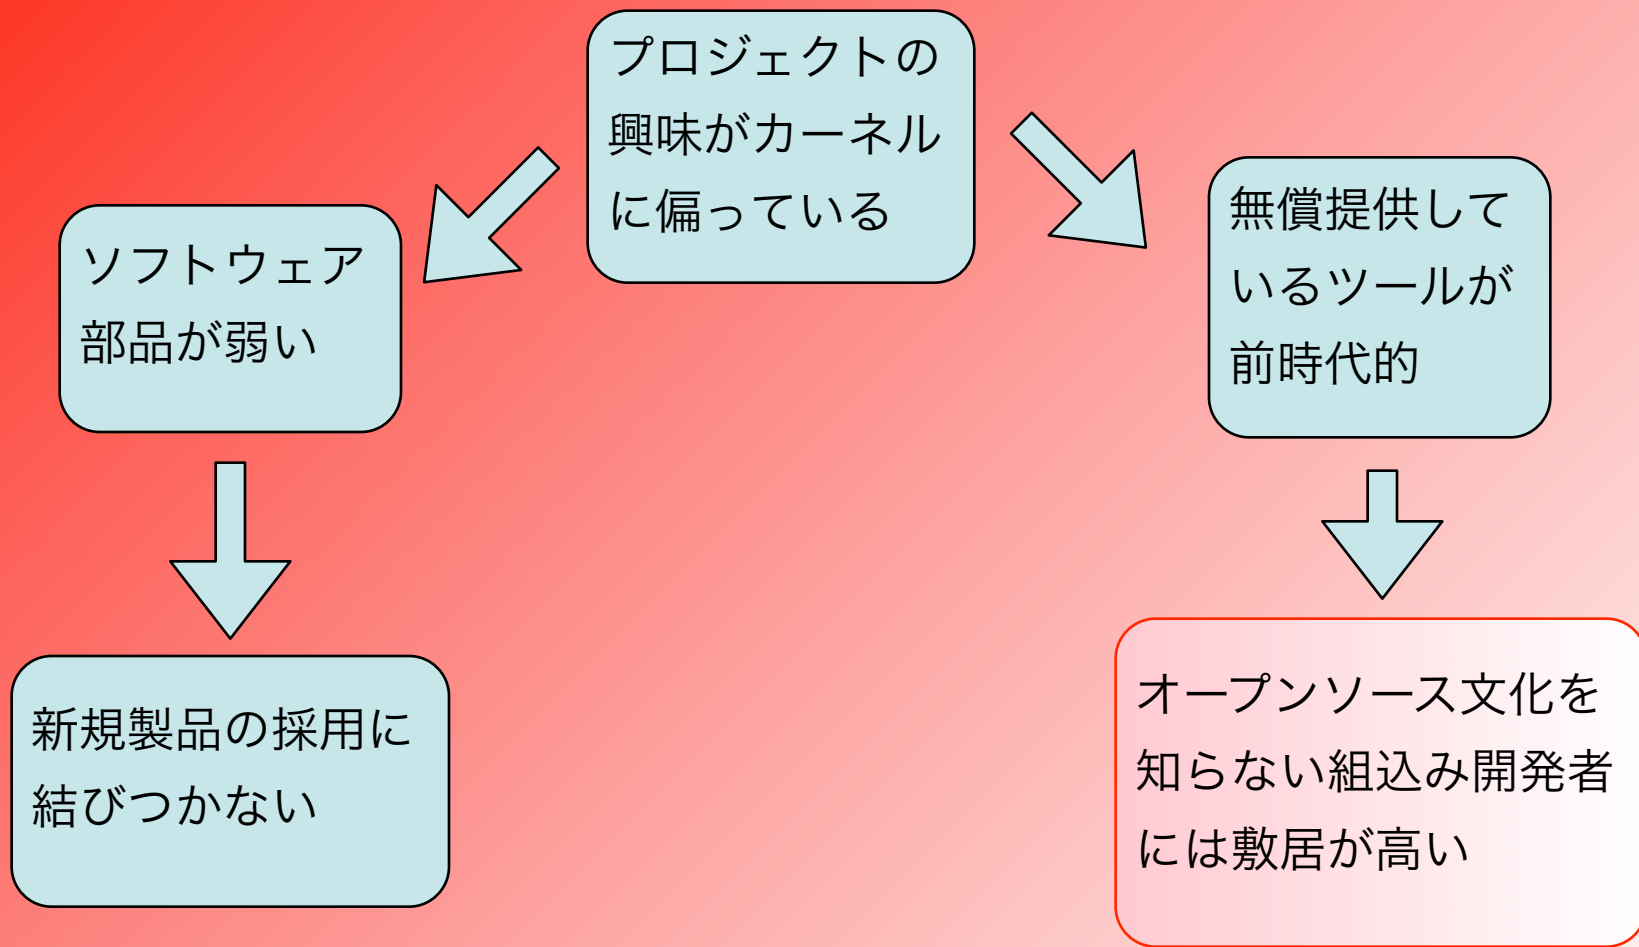 プロジェクトの
興味がカーネル
に偏っている
ソフトウェア
部品が弱い
無償提供して
いるツールが
前時代的
新規製品の採用に
結びつかない
オープンソース文化を
知らない組込み開発者
には敷居が高い